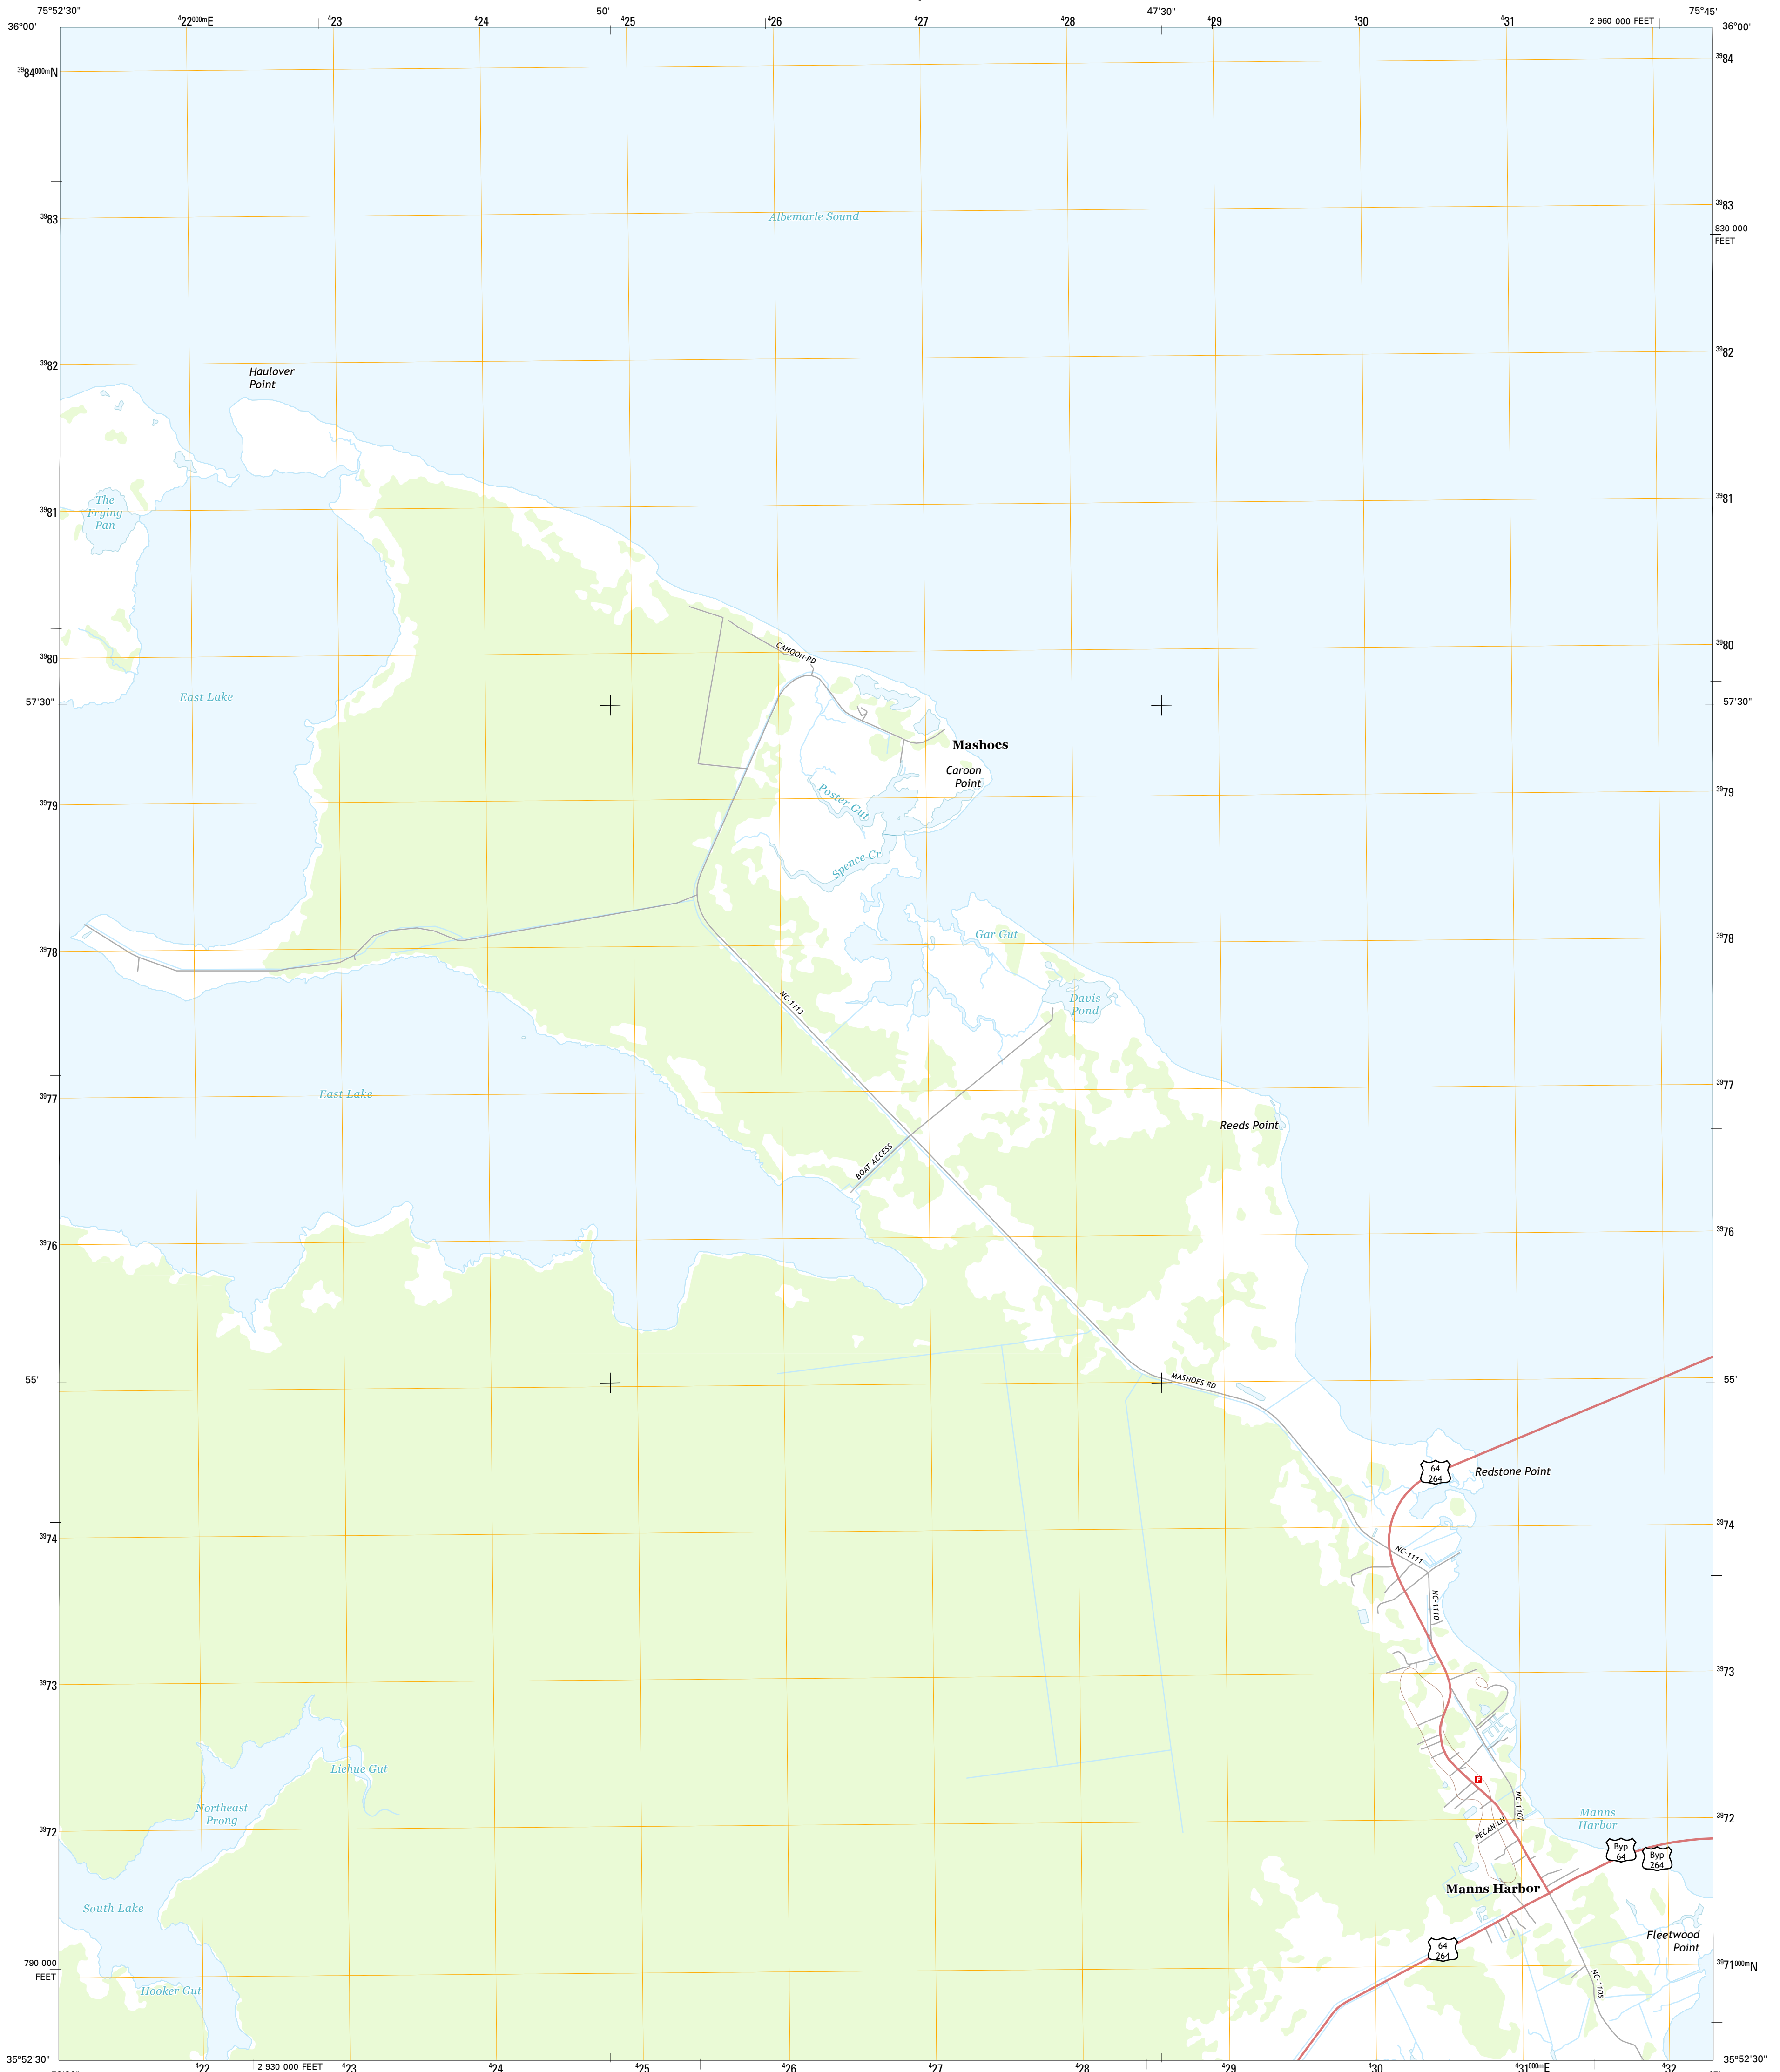 75°52'30"
⁴22⁰⁰⁰ᵐE
⁴23
⁴24
50'
⁴25
⁴26
⁴27
⁴28
47'30"
⁴29
⁴30
⁴31
2 960 000 FEET
75°45'
36°00'
36°00'
³⁹84⁰⁰⁰ᵐN
³⁹84
³⁹83
Albemarle Sound
³⁹83
830 000
FEET
³⁹82
³⁹82
Haulover
Point
The
Frying
Pan
³⁹81
³⁹81
³⁹80
CAHOON RD
³⁹80
57'30"
East Lake
57'30"
Mashoes
Caroon
Point
³⁹79
Poster Gut
³⁹79
Spence Cr
³⁹78
Gar Gut
³⁹78
NC-1113
Davis
Pond
³⁹77
East Lake
³⁹77
Reeds Point
BOAT ACCESS
³⁹76
³⁹76
55'
MASHOES RD
55'
64
264
Redstone Point
³⁹74
³⁹74
NC-1111
NC-1110
³⁹73
³⁹73
Liehue Gut
F
Northeast
Prong
NC-1107
Manns
Harbor
³⁹72
PECAN LN
³⁹72
Byp
64
Byp
264
Manns Harbor
South Lake
Fleetwood
Point
64
264
790 000
FEET
³⁹71⁰⁰⁰ᵐN
Hooker Gut
NC-1105
35°52'30"
35°52'30"
⁴22
2 930 000 FEET
⁴23
⁴24
⁴25
⁴26
⁴27
⁴28
⁴29
⁴30
⁴31⁰⁰⁰ᵐE
⁴32